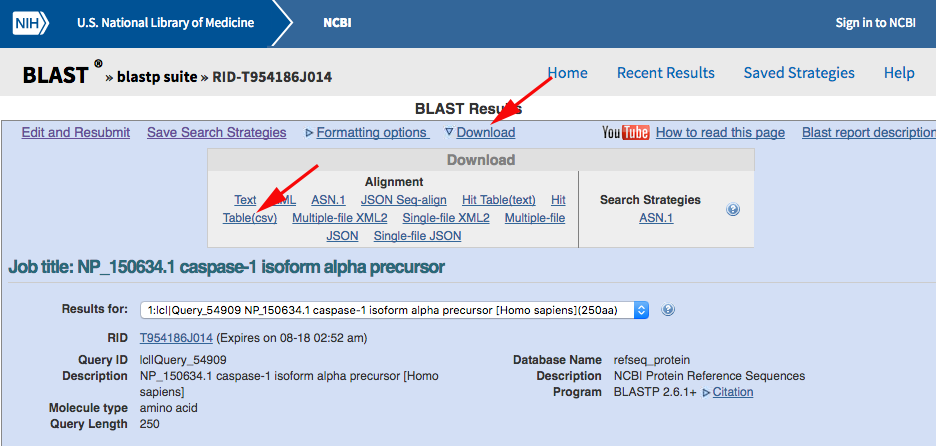 NIH U.S. National Library of Medicine NCBI Sign in to NCBI
BLAST ® » blastp suite » RID-T954186J014 Home Recent Results Saved Strategies Help
BLAST Results
Edit and Resubmit Save Search Strategies Formatting options Download YouTube How to read this page Blast report description
Download
Alignment
Text ASN.1 JSON Seq-align Hit Table(text) Hit
Table(csv) Multiple-file XML2 Single-file XML2 Multiple-file
JSON Single-file JSON
Search Strategies
ASN.1
Job title: NP_150634.1 caspase-1 isoform alpha precursor
Results for: 1:lcl|Query_54909 NP_150634.1 caspase-1 isoform alpha precursor [Homo sapiens](250aa)
RID T954186J014 (Expires on 08-18 02:52 am)
Query ID lcl|Query_54909
Description NP_150634.1 caspase-1 isoform alpha precursor [Homo
sapiens]
Molecule type amino acid
Query Length 250
Database Name refseq_protein
Description NCBI Protein Reference Sequences
Program BLASTP 2.6.1+ Citation